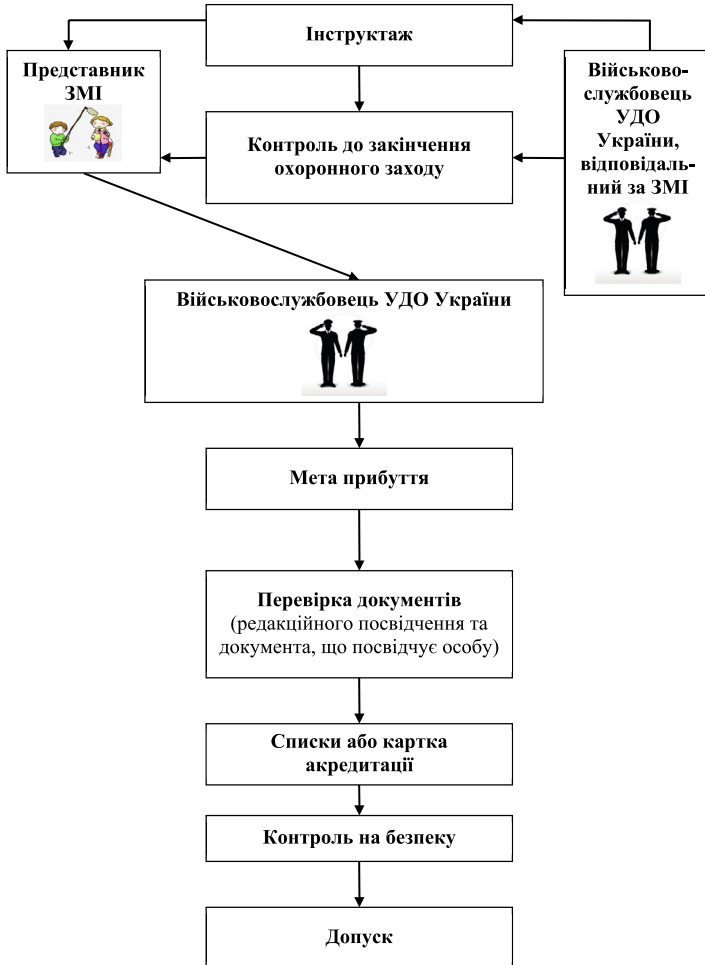 Інструктаж
Представник
ЗМІ
Військово-
службовець
УДО
України,
відповідаль-
ний за ЗМІ
Контроль до закінчення
охоронного заходу
Військовослужбовець УДО України
Мета прибуття
Перевірка документів
(редакційного посвідчення та
документа, що посвідчує особу)
Списки або картка
акредитації
Контроль на безпеку
Допуск